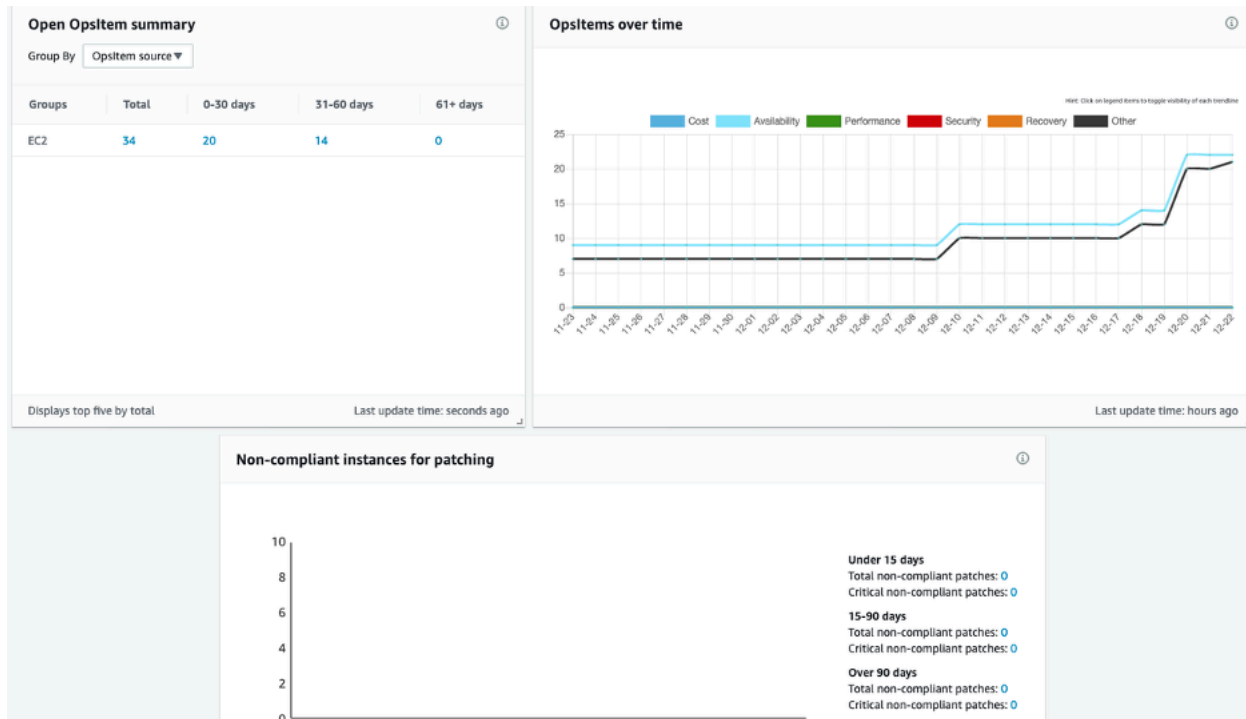 Open OpsItem summary
Group By OpsItem source ▼
Groups Total 0-30 days 31-60 days 61+ days
EC2 34 20 14 0
Displays top five by total Last update time: seconds ago
OpsItems over time
Hint: Click on legend items to toggle visibility of each trendline
Cost Availability Performance Security Recovery Other
25
20
15
10
5
0
11-23 11-24 11-25 11-26 11-27 11-28 11-29 11-30 12-01 12-02 12-03 12-04 12-05 12-06 12-07 12-08 12-09 12-10 12-11 12-12 12-13 12-14 12-15 12-16 12-17 12-18 12-19 12-20 12-21 12-22
Last update time: hours ago
Non-compliant instances for patching
10
8
6
4
2
0
Under 15 days
Total non-compliant patches: 0
Critical non-compliant patches: 0
15-90 days
Total non-compliant patches: 0
Critical non-compliant patches: 0
Over 90 days
Total non-compliant patches: 0
Critical non-compliant patches: 0